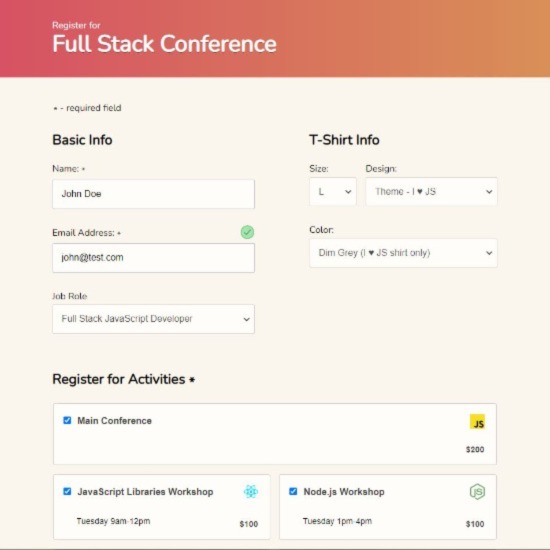 Register for
Full Stack Conference
* - required field
Basic Info
Name: *
John Doe
Email Address: *
john@test.com
Job Role
Full Stack JavaScript Developer
T-Shirt Info
Size:
Design:
L
Theme - I ♥ JS
Color:
Dim Grey (I ♥ JS shirt only)
Register for Activities *
Main Conference
JS
$200
JavaScript Libraries Workshop
Tuesday 9am-12pm
$100
Node.js Workshop
JS
Tuesday 1pm-4pm
$100